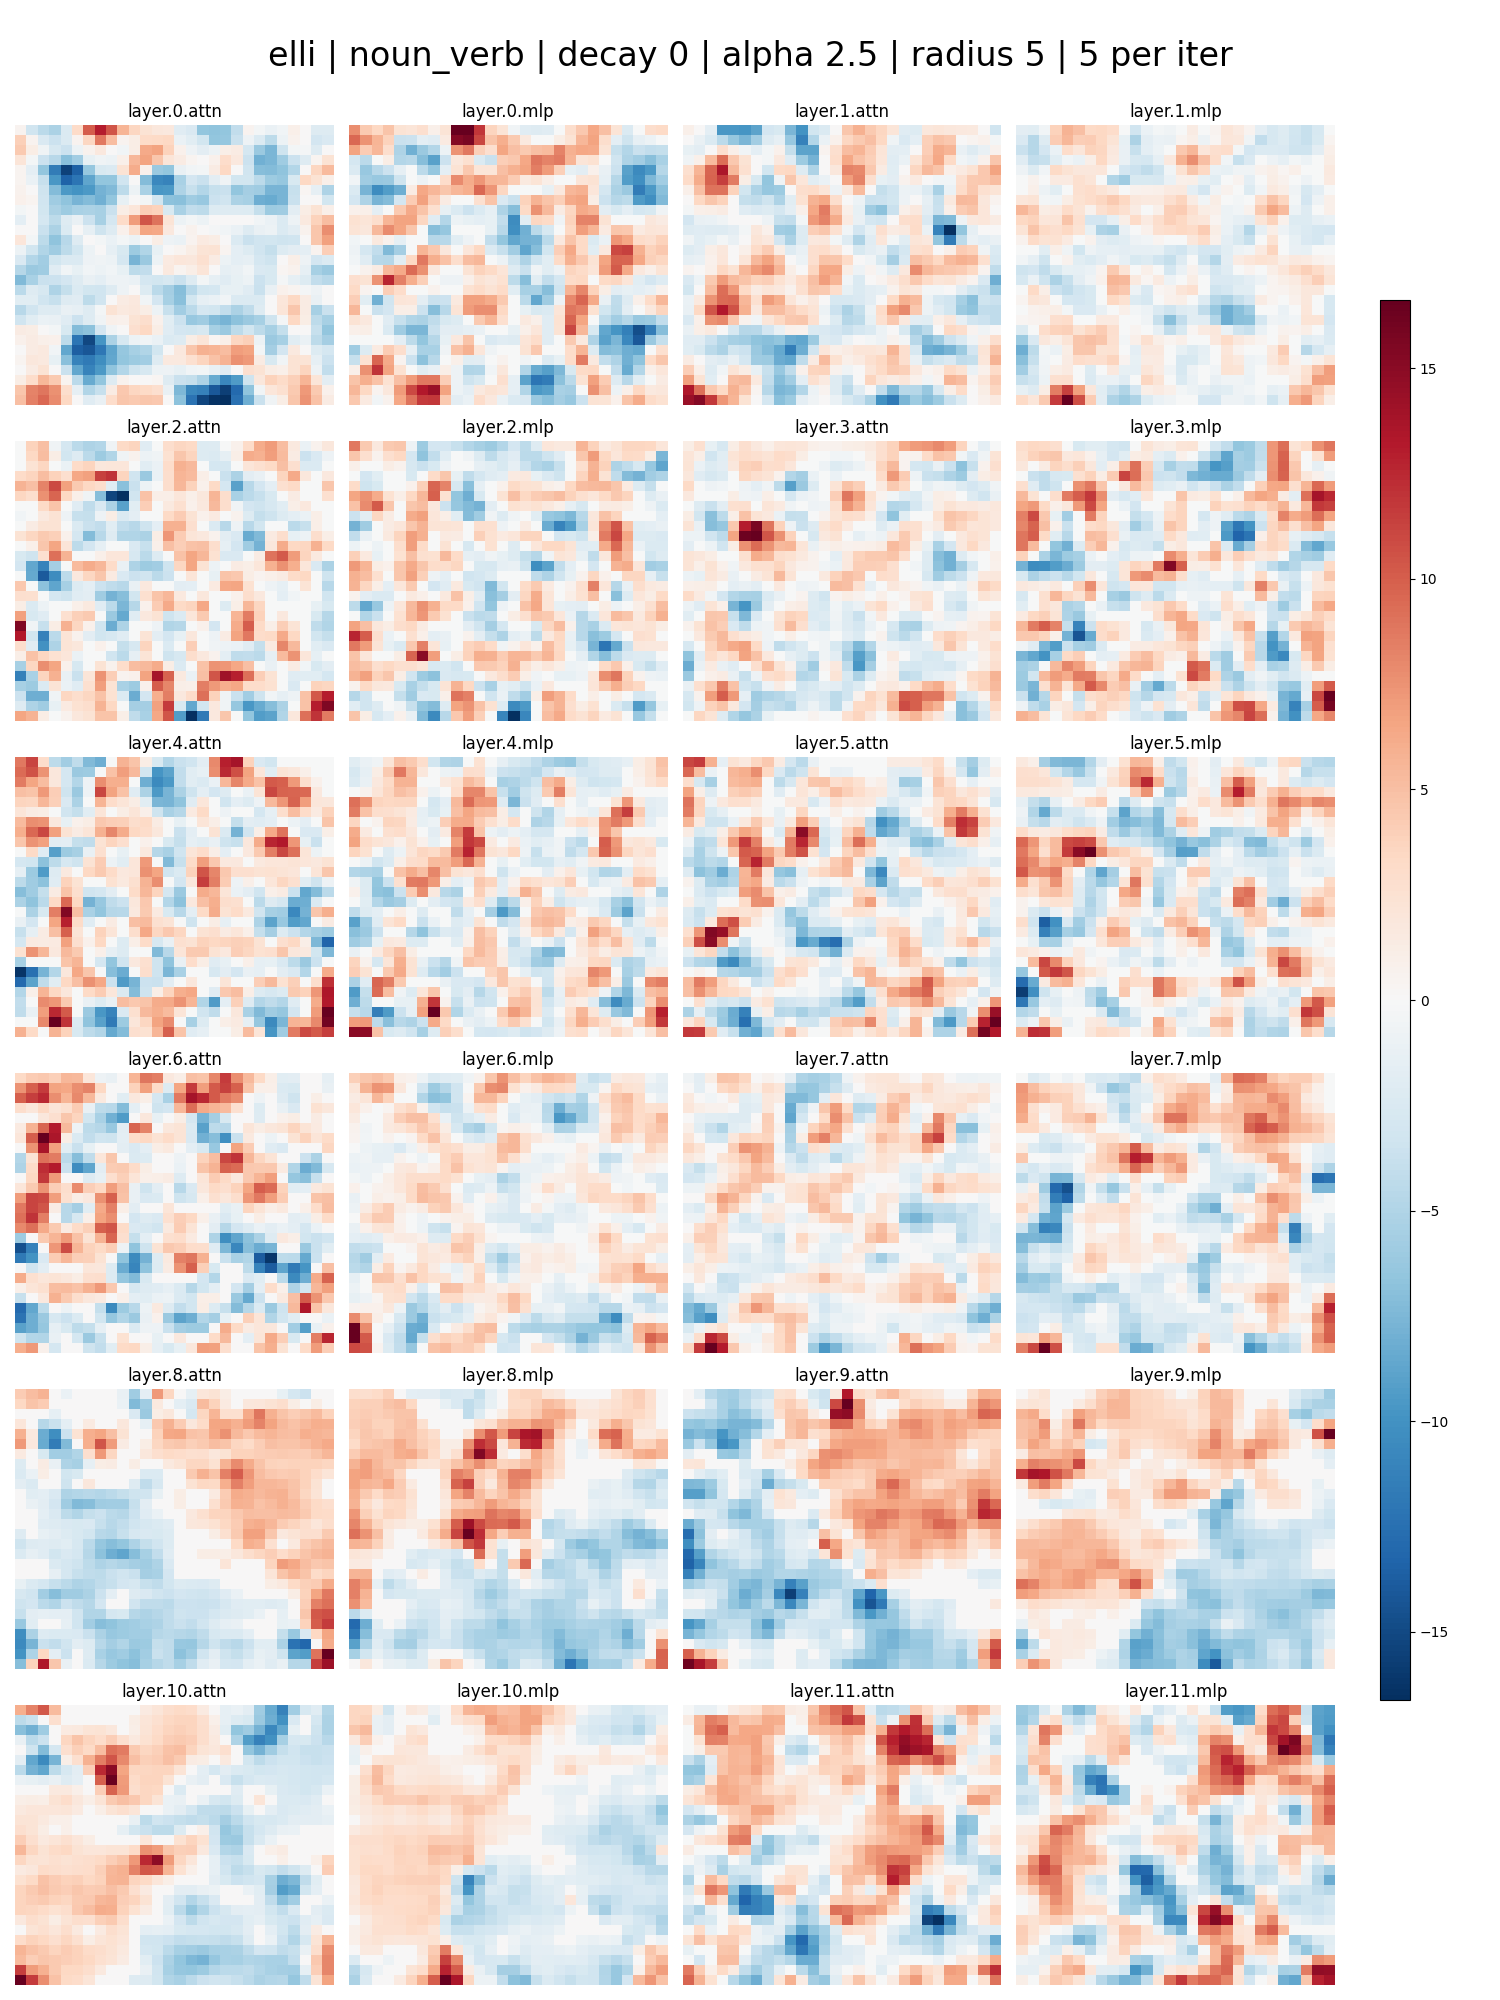 elli | noun_verb | decay 0 | alpha 2.5 | radius 5 | 5 per iter
layer.0.attn
layer.0.mlp
layer.1.attn
layer.1.mlp
layer.2.attn
layer.2.mlp
layer.3.attn
layer.3.mlp
layer.4.attn
layer.4.mlp
layer.5.attn
layer.5.mlp
layer.6.attn
layer.6.mlp
layer.7.attn
layer.7.mlp
layer.8.attn
layer.8.mlp
layer.9.attn
layer.9.mlp
layer.10.attn
layer.10.mlp
layer.11.attn
layer.11.mlp
15
10
5
0
−5
−10
−15